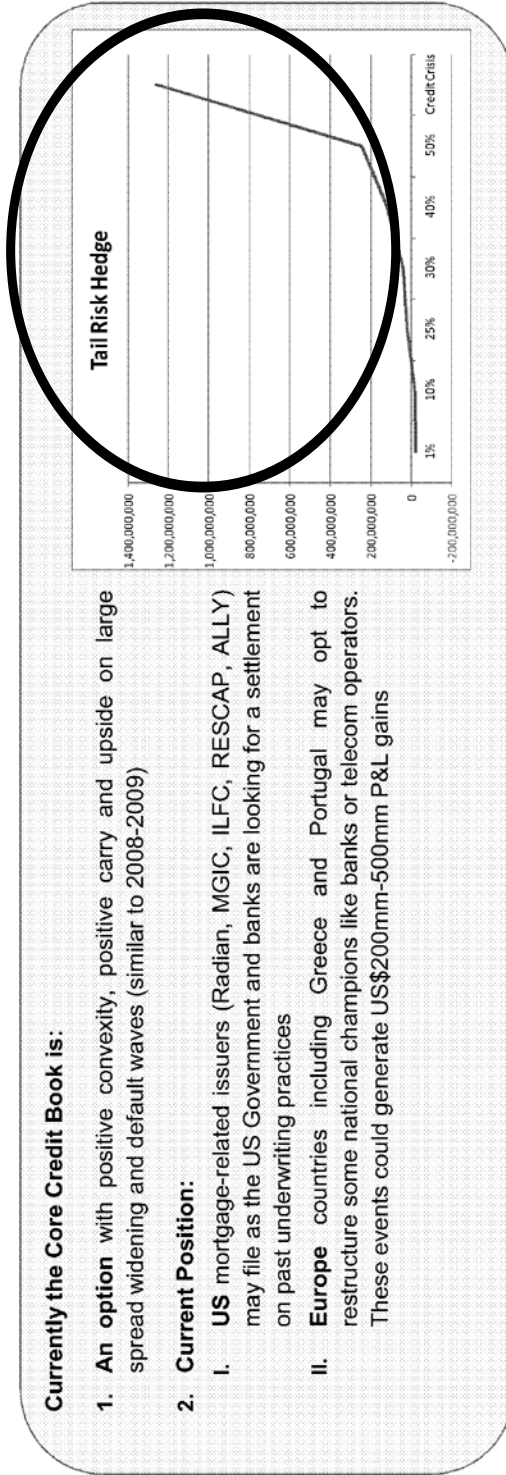 Currently the Core Credit Book is:
1. An option with positive convexity, positive carry and upside on large
spread widening and default waves (similar to 2008-2009)
2. Current Position:
I. US mortgage-related issuers (Radian, MGIC, ILFC, RESCAP, ALLY)
may file as the US Government and banks are looking for a settlement
on past underwriting practices
II. Europe countries including Greece and Portugal may opt to
restructure some national champions like banks or telecom operators.
These events could generate US$200mm-500mm P&L gains
Tail Risk Hedge
1,400,000,000
1,200,000,000
1,000,000,000
800,000,000
600,000,000
400,000,000
200,000,000
0
-200,000,000
1% 10% 25% 30% 40% 50% Credit Crisis